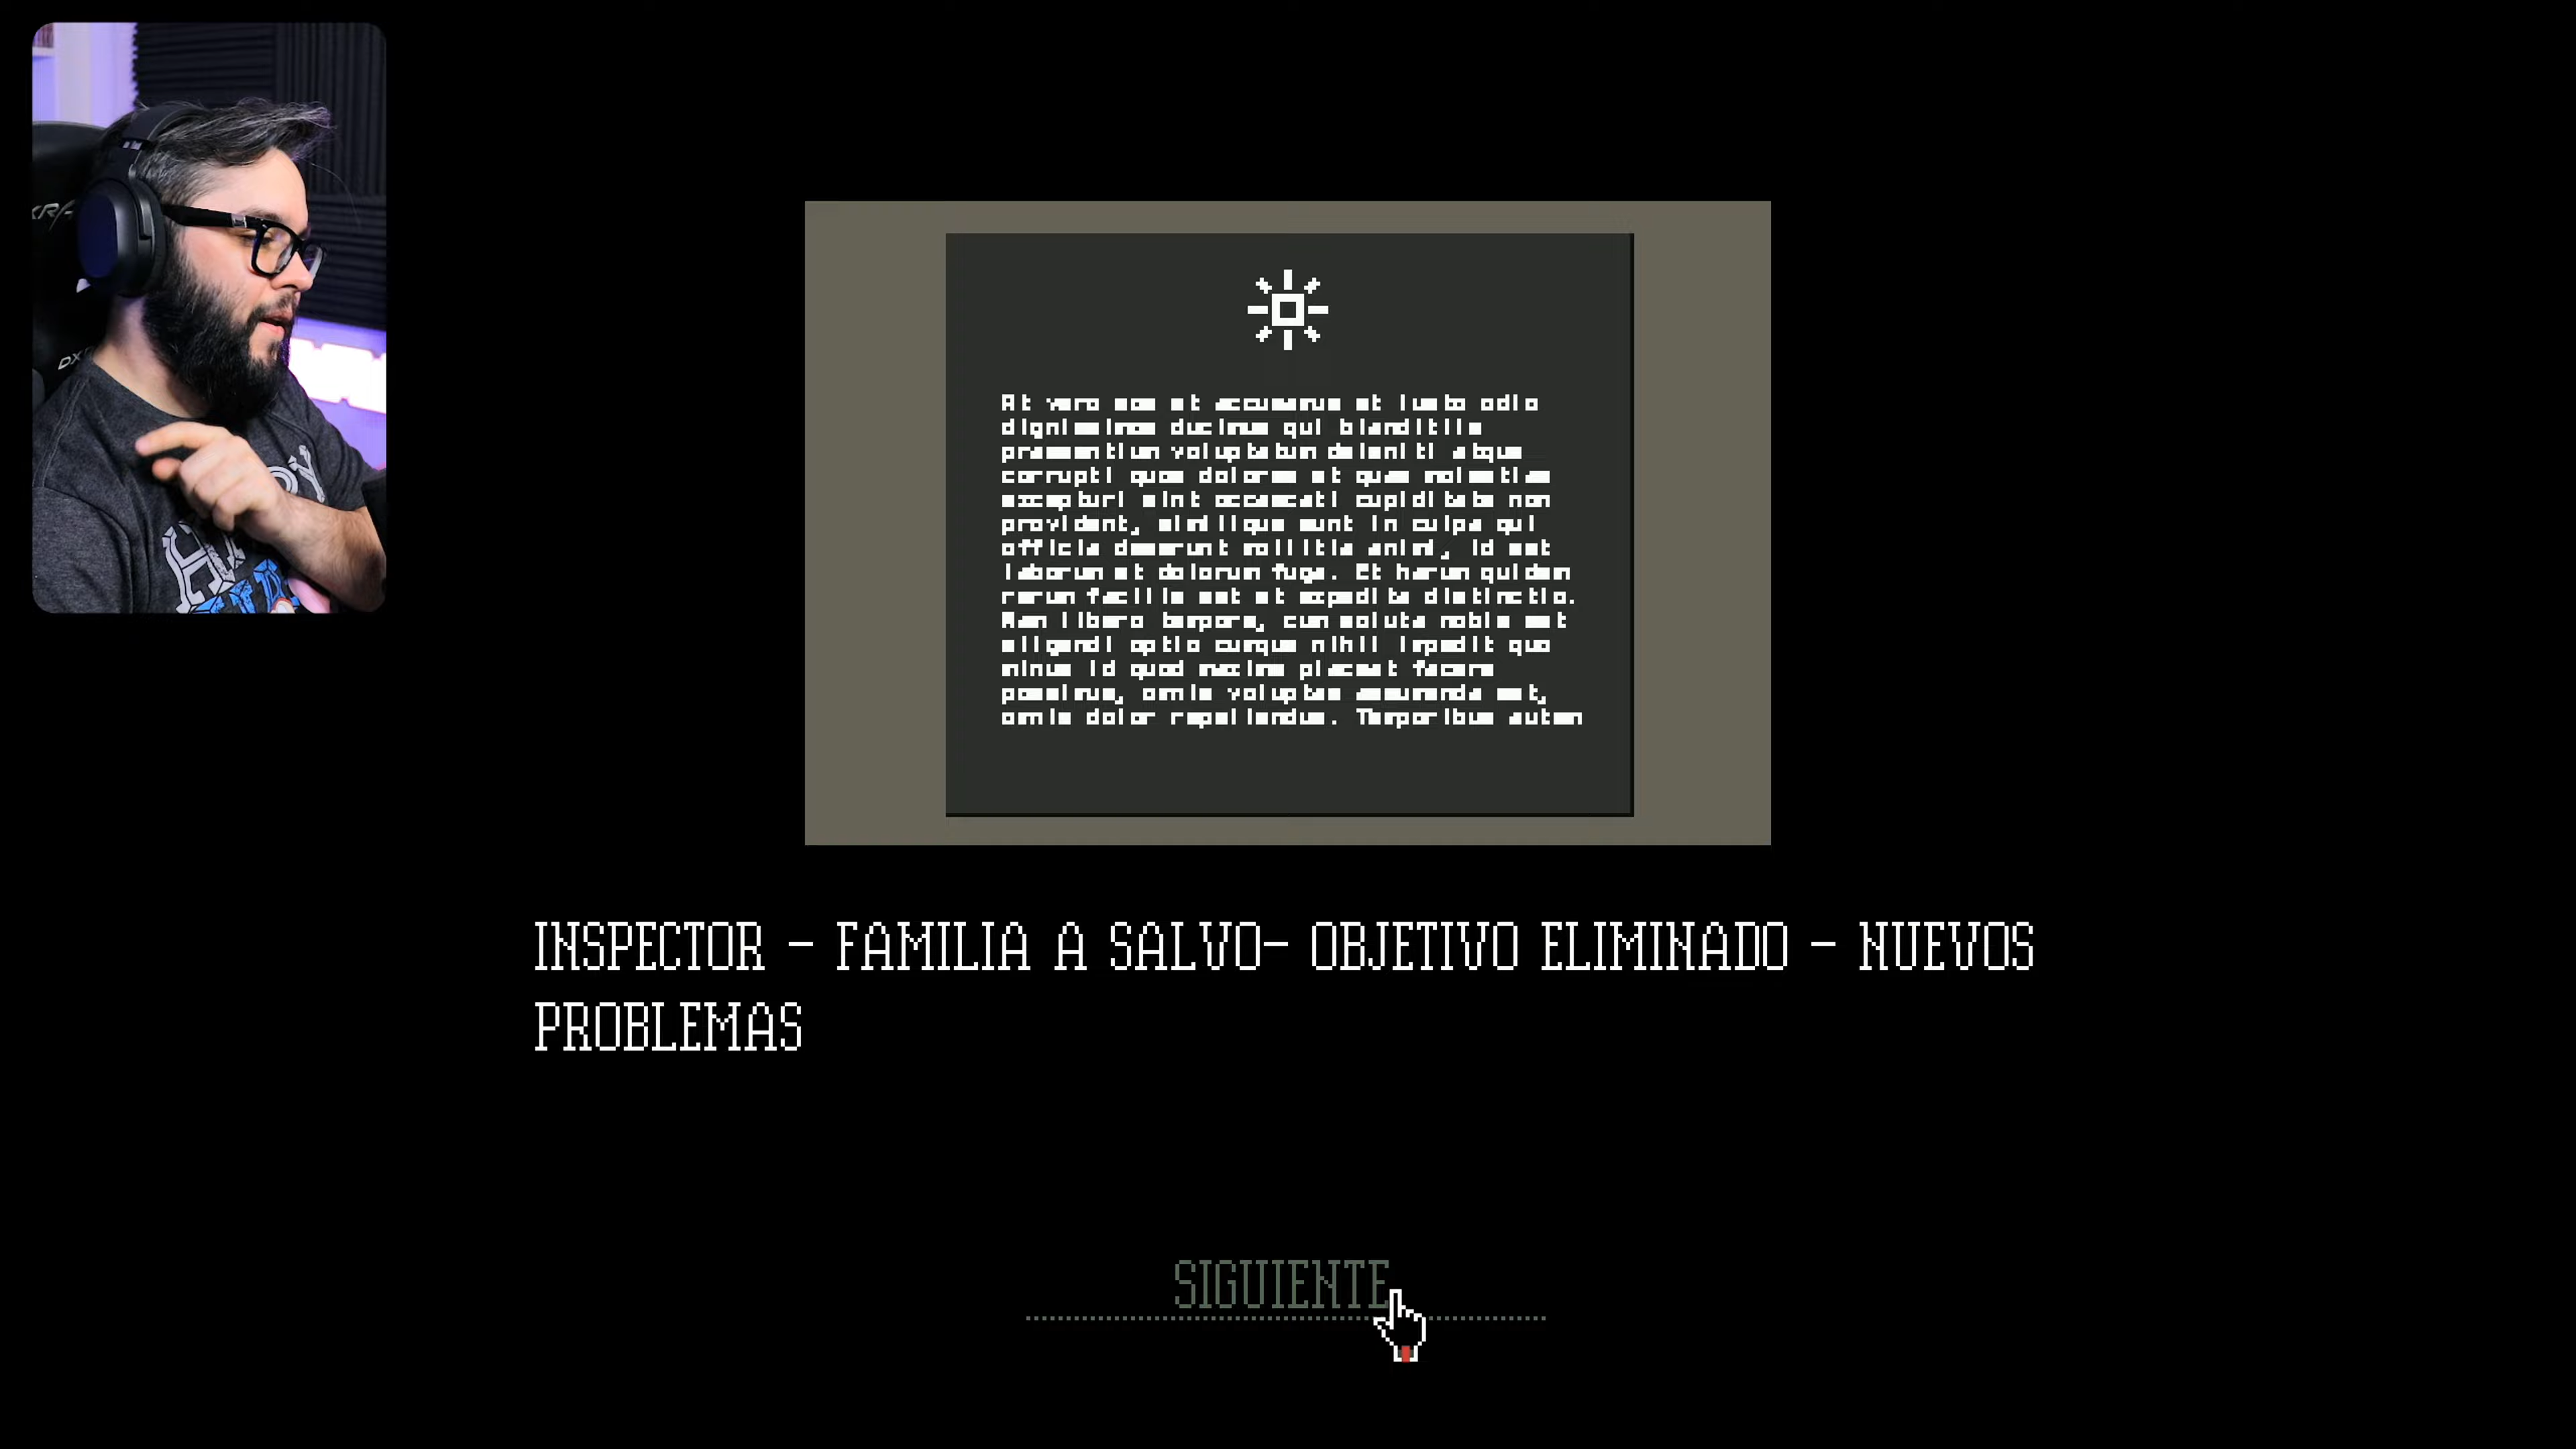 At vero eos et accusamus et iusto odio
dignissimos ducimus qui blanditiis
praesentium voluptatum deleniti atque
corrupti quos dolores et quas molestias
excepturi sint occaecati cupiditate non
provident, similique sunt in culpa qui
officia deserunt mollitia animi, id est
laborum et dolorum fuga. Et harum quidem
rerum facilis est et expedita distinctio.
Nam libero tempore, cum soluta nobis est
eligendi optio cumque nihil impedit quo
minus id quod maxime placeat facere
possimus, omnis voluptas assumenda est,
omnis dolor repellendus. Temporibus autem
INSPECTOR - FAMILIA A SALVO- OBJETIVO ELIMINADO - NUEVOS
PROBLEMAS
SIGUIENTE